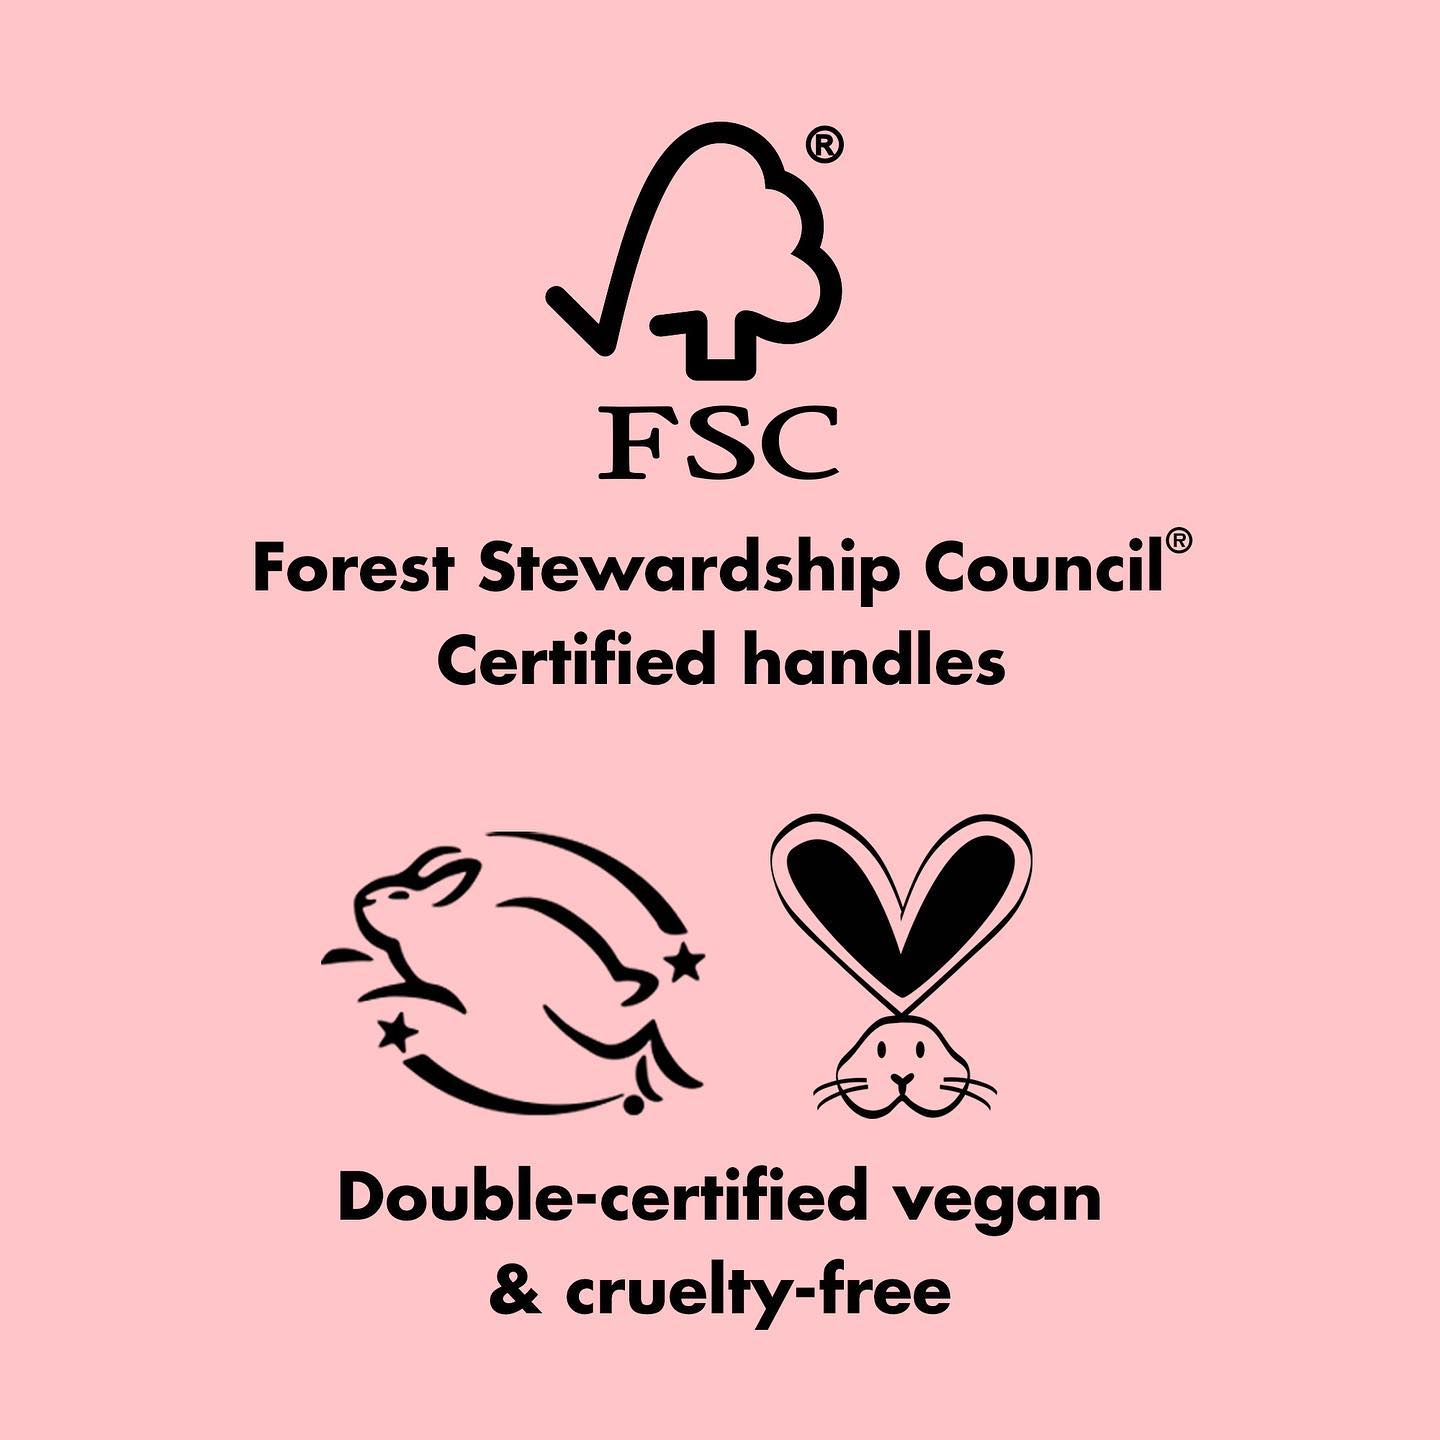 ®
FSC
Forest Stewardship Council®
Certified handles
Double-certified vegan
& cruelty-free